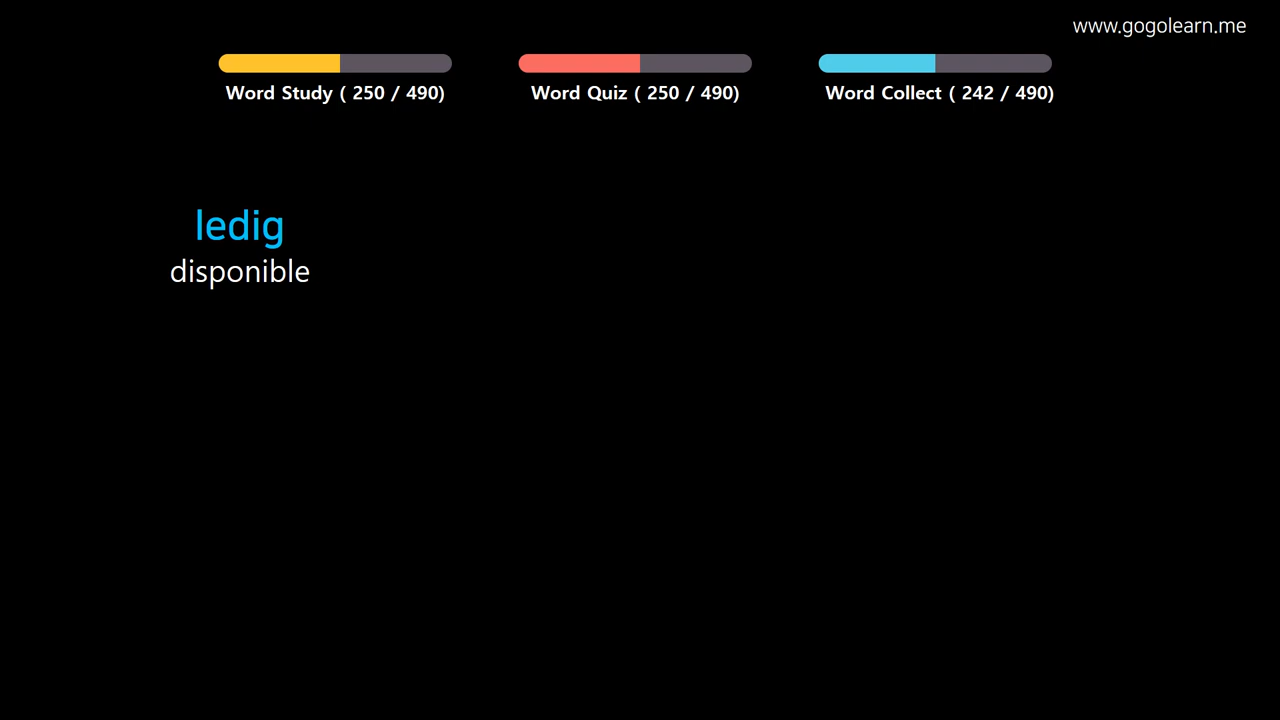 www.gogolearn.me
Word Study ( 250 / 490)
Word Quiz ( 250 / 490)
Word Collect ( 242 / 490)
ledig
disponible